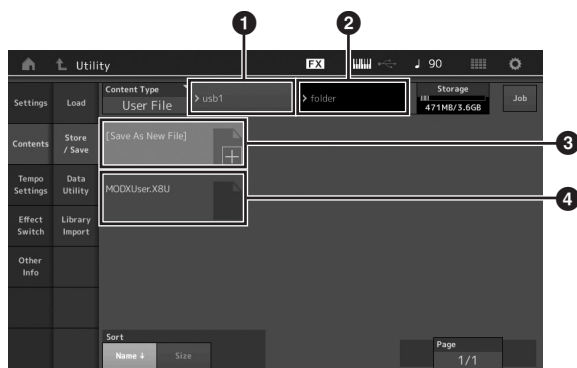 1 2
Utility FX 90
Settings Load Content Type User File > usb1 > folder Storage 471MB/3.6GB Job
Contents Store / Save [Save As New File] 3
Tempo Settings Data Utility MODXUser.X8U 4
Effect Switch Library Import
Other Info
Sort
Name ↓ Size
Page
1/1